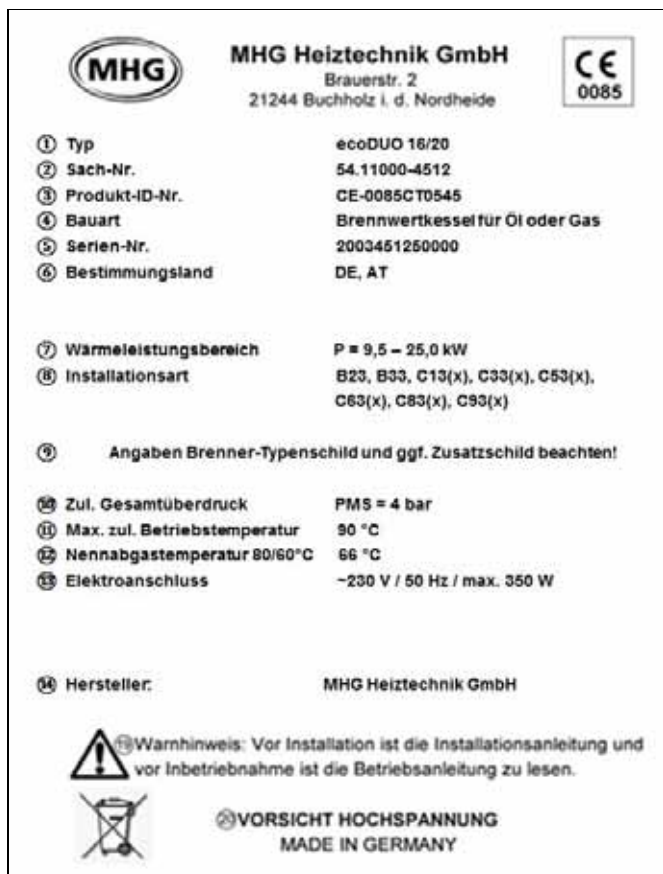 MHG
MHG Heiztechnik GmbH
Brauerstr. 2
21244 Buchholz i. d. Nordheide
CE
0085
① Typ ecoDUO 16/20
② Sach-Nr. 54.11000-4512
③ Produkt-ID-Nr. CE-0085CT0545
④ Bauart Brennwertkessel für Öl oder Gas
⑤ Serien-Nr. 2003451250000
⑥ Bestimmungsland DE, AT
⑦ Wärmeleistungsbereich P = 9,5 – 25,0 kW
⑧ Installationsart B23, B33, C13(x), C33(x), C53(x),
C63(x), C83(x), C93(x)
⑨ Angaben Brenner-Typenschild und ggf. Zusatzschild beachten!
⑩ Zul. Gesamtüberdruck PMS = 4 bar
⑪ Max. zul. Betriebstemperatur 90 °C
⑫ Nennabgastemperatur 80/60°C 66 °C
⑬ Elektroanschluss ~230 V / 50 Hz / max. 350 W
⑭ Hersteller: MHG Heiztechnik GmbH
⑲Warnhinweis: Vor Installation ist die Installationsanleitung und
vor Inbetriebnahme ist die Betriebsanleitung zu lesen.
⑳VORSICHT HOCHSPANNUNG
MADE IN GERMANY